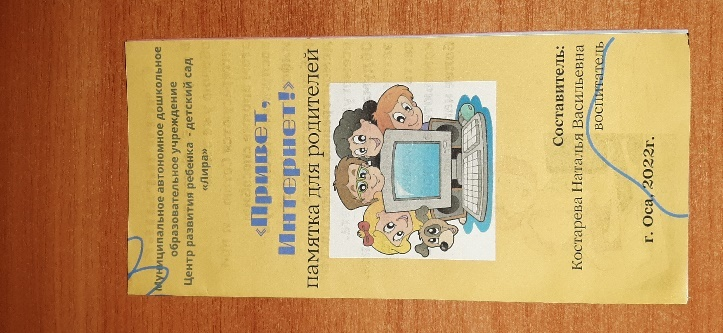 Муниципальное автономное дошкольное
образовательное учреждение
Центр развития ребенка - детский сад
«Лира»
«Привет,
Интернет!»
памятка для родителей
Составитель:
Костарева Наталья Васильевна
воспитатель
г. Оса, 2022г.